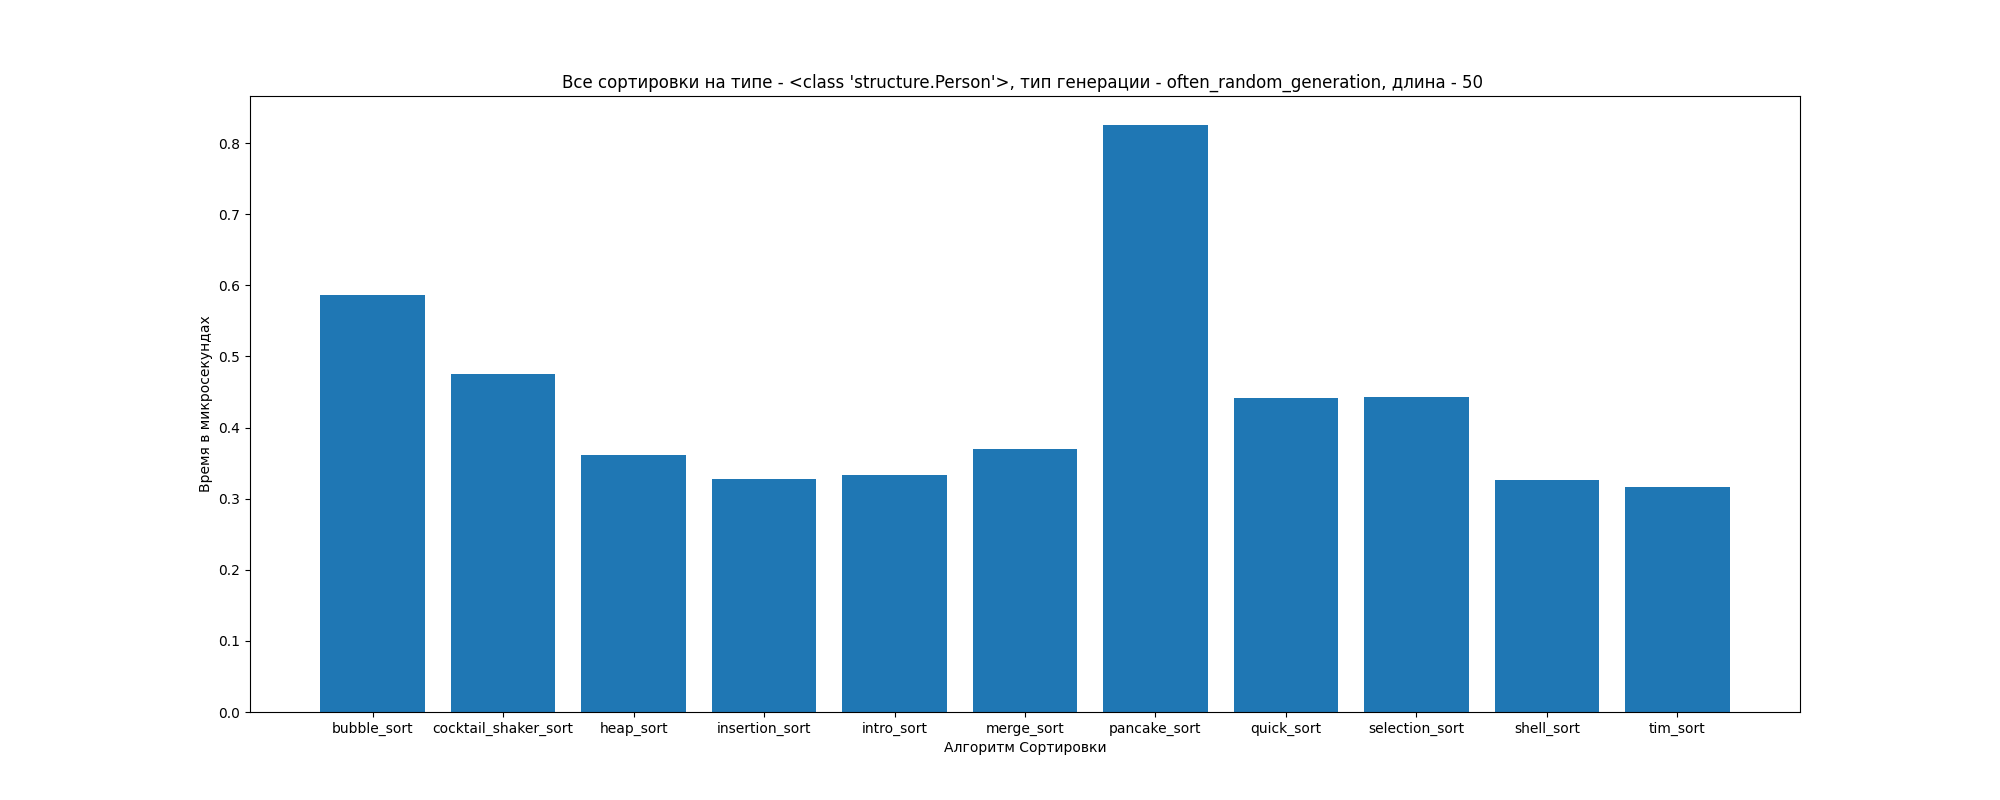 Все сортировки на типе - <class 'structure.Person'>, тип генерации - often_random_generation, длина - 50
Время в микросекундах
0.8
0.7
0.6
0.5
0.4
0.3
0.2
0.1
0.0
bubble_sort cocktail_shaker_sort heap_sort insertion_sort intro_sort merge_sort pancake_sort quick_sort selection_sort shell_sort tim_sort
Алгоритм Сортировки